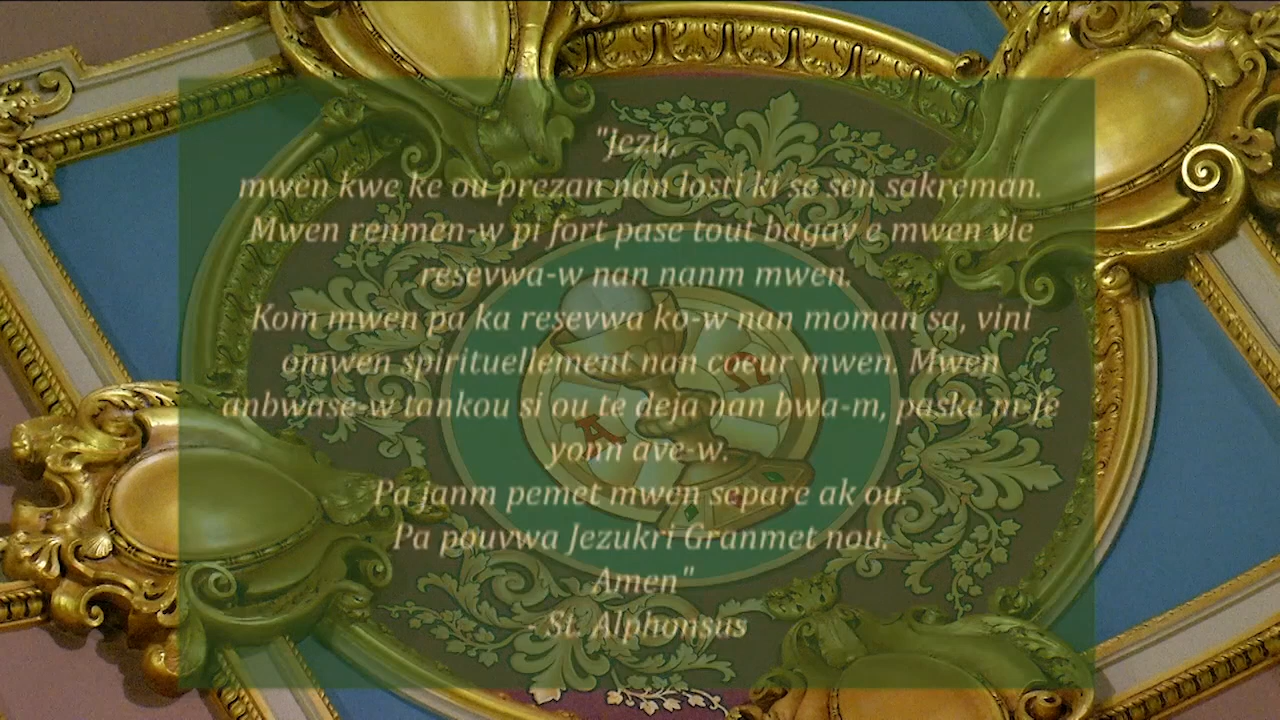 "Jezu,
mwen kwe ke ou prezan nan losti ki se sen sakreman.
Mwen renmen-w pi fort pase tout bagay e mwen vle
resevwa-w nan nanm mwen.
Kom mwen pa ka resevwa ko-w nan moman sa, vini
omwen spirituellement nan coeur mwen. Mwen
anbwase-w tankou si ou te deja nan bwa-m, paske m-fe
yonn ave-w.
Pa janm pemet mwen separe ak ou.
Pa pouvwa Jezukri Granmet nou.
Amen"
- St. Alphonsus
A
Ω